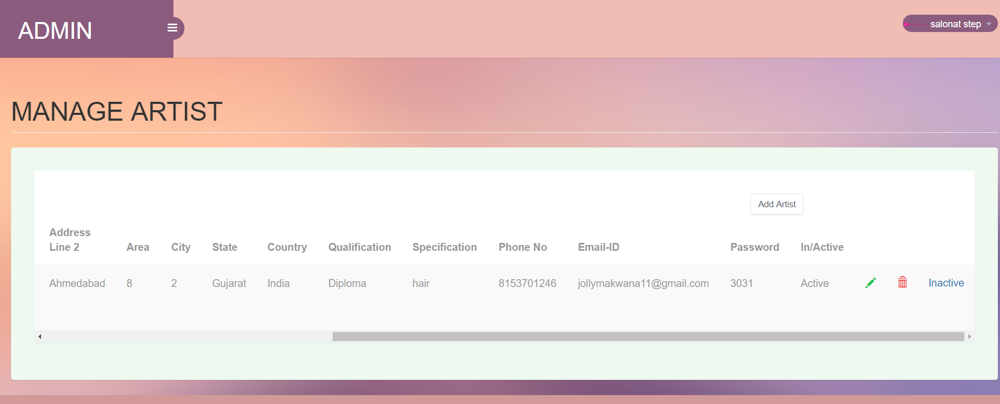 ADMIN
salonat step
MANAGE ARTIST
Add Artist
Address
Line 2 Area City State Country Qualification Specification Phone No Email-ID Password In/Active
Ahmedabad 8 2 Gujarat India Diploma hair 8153701246 jollymakwana11@gmail.com 3031 Active Inactive